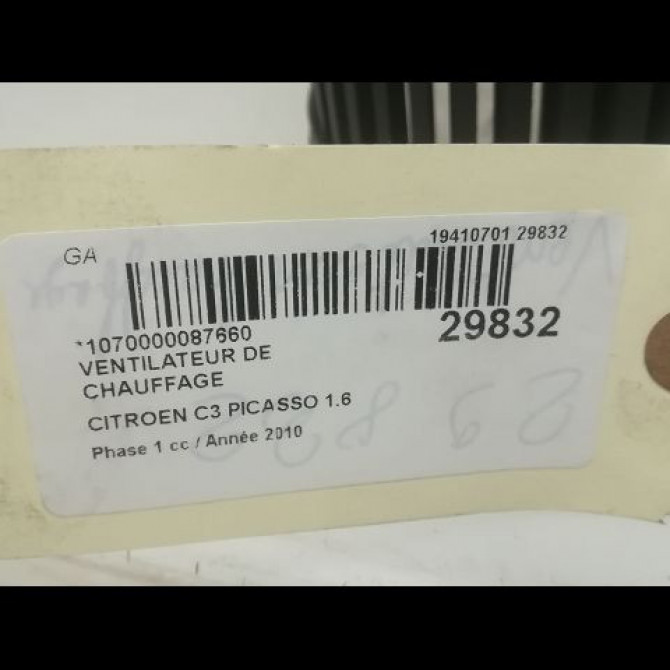 GA
19410701 29832
*1070000087660
29832
VENTILATEUR DE
CHAUFFAGE
CITROEN C3 PICASSO 1.6
Phase 1 cc / Année 2010